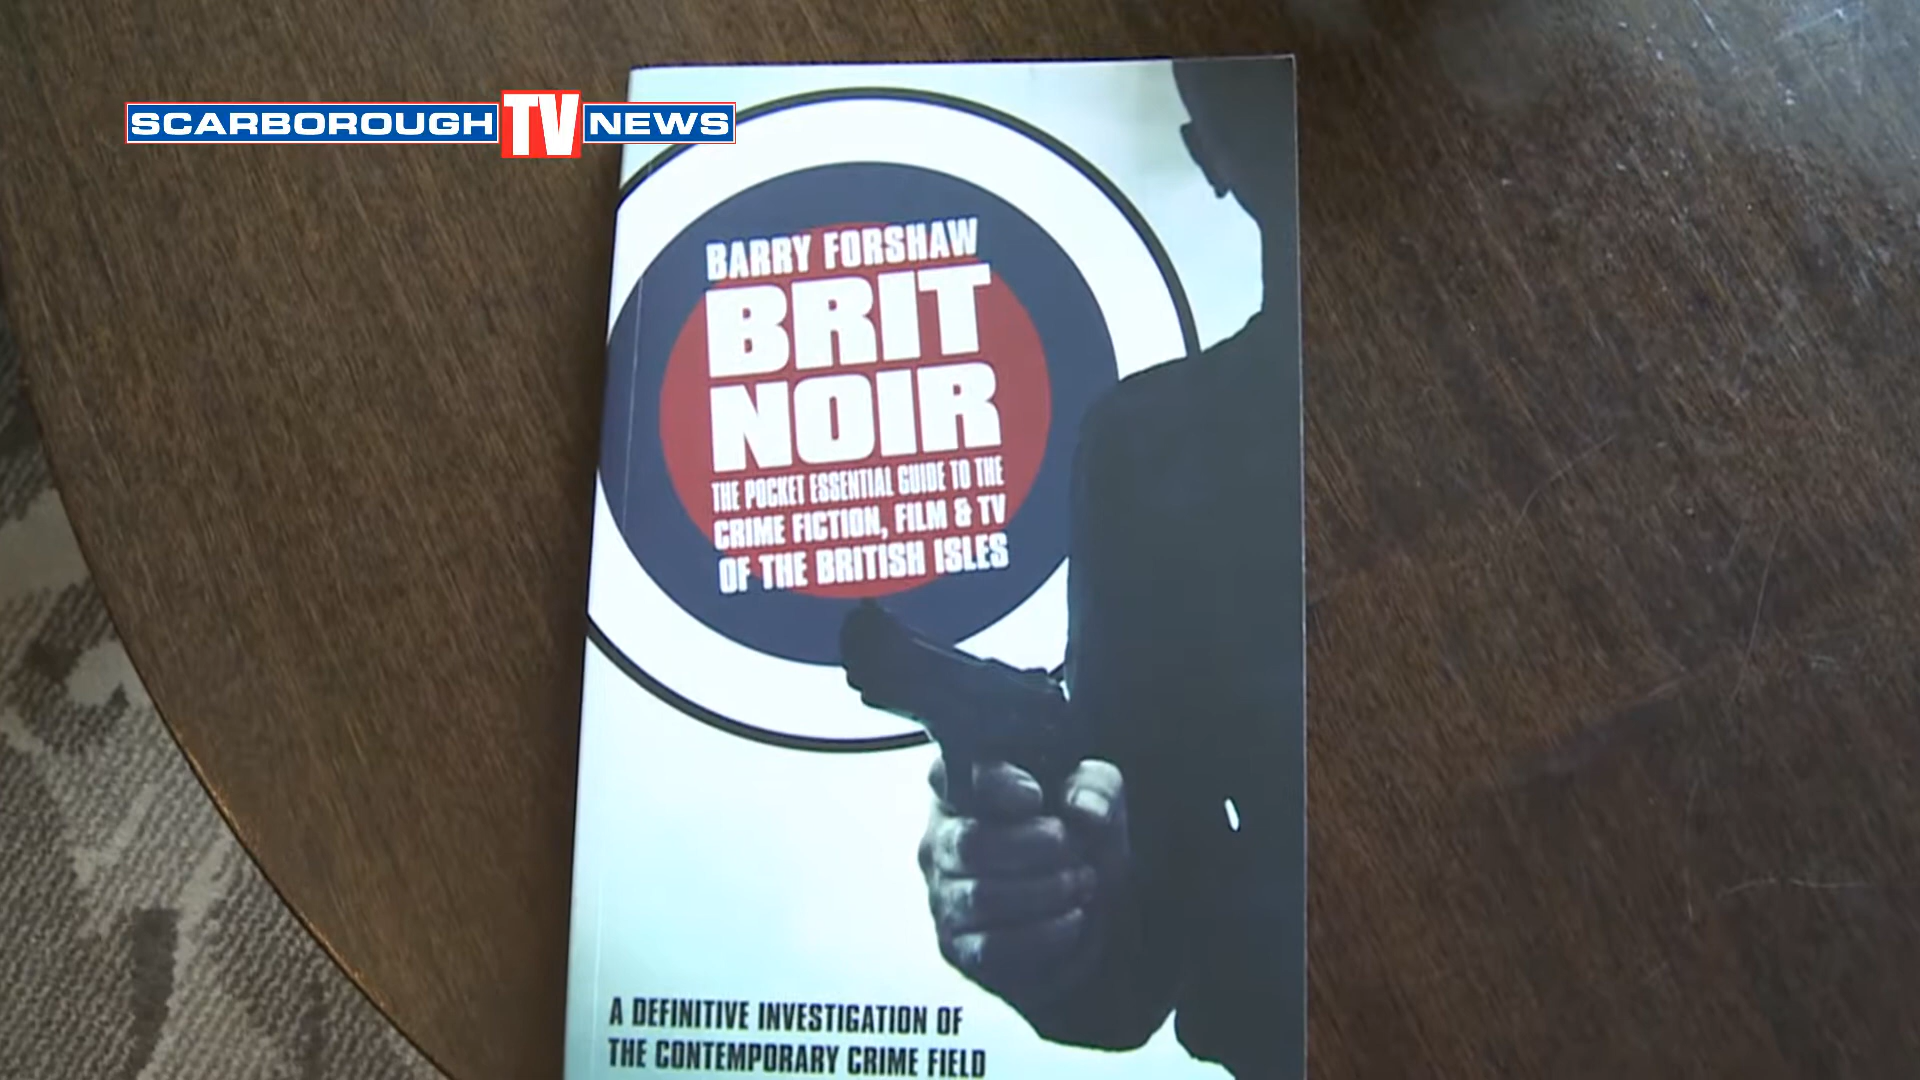 SCARBOROUGH TV NEWS
BARRY FORSHAW
BRIT
NOIR
THE POCKET ESSENTIAL GUIDE TO THE
CRIME FICTION, FILM & TV
OF THE BRITISH ISLES
A DEFINITIVE INVESTIGATION OF
THE CONTEMPORARY CRIME FIELD